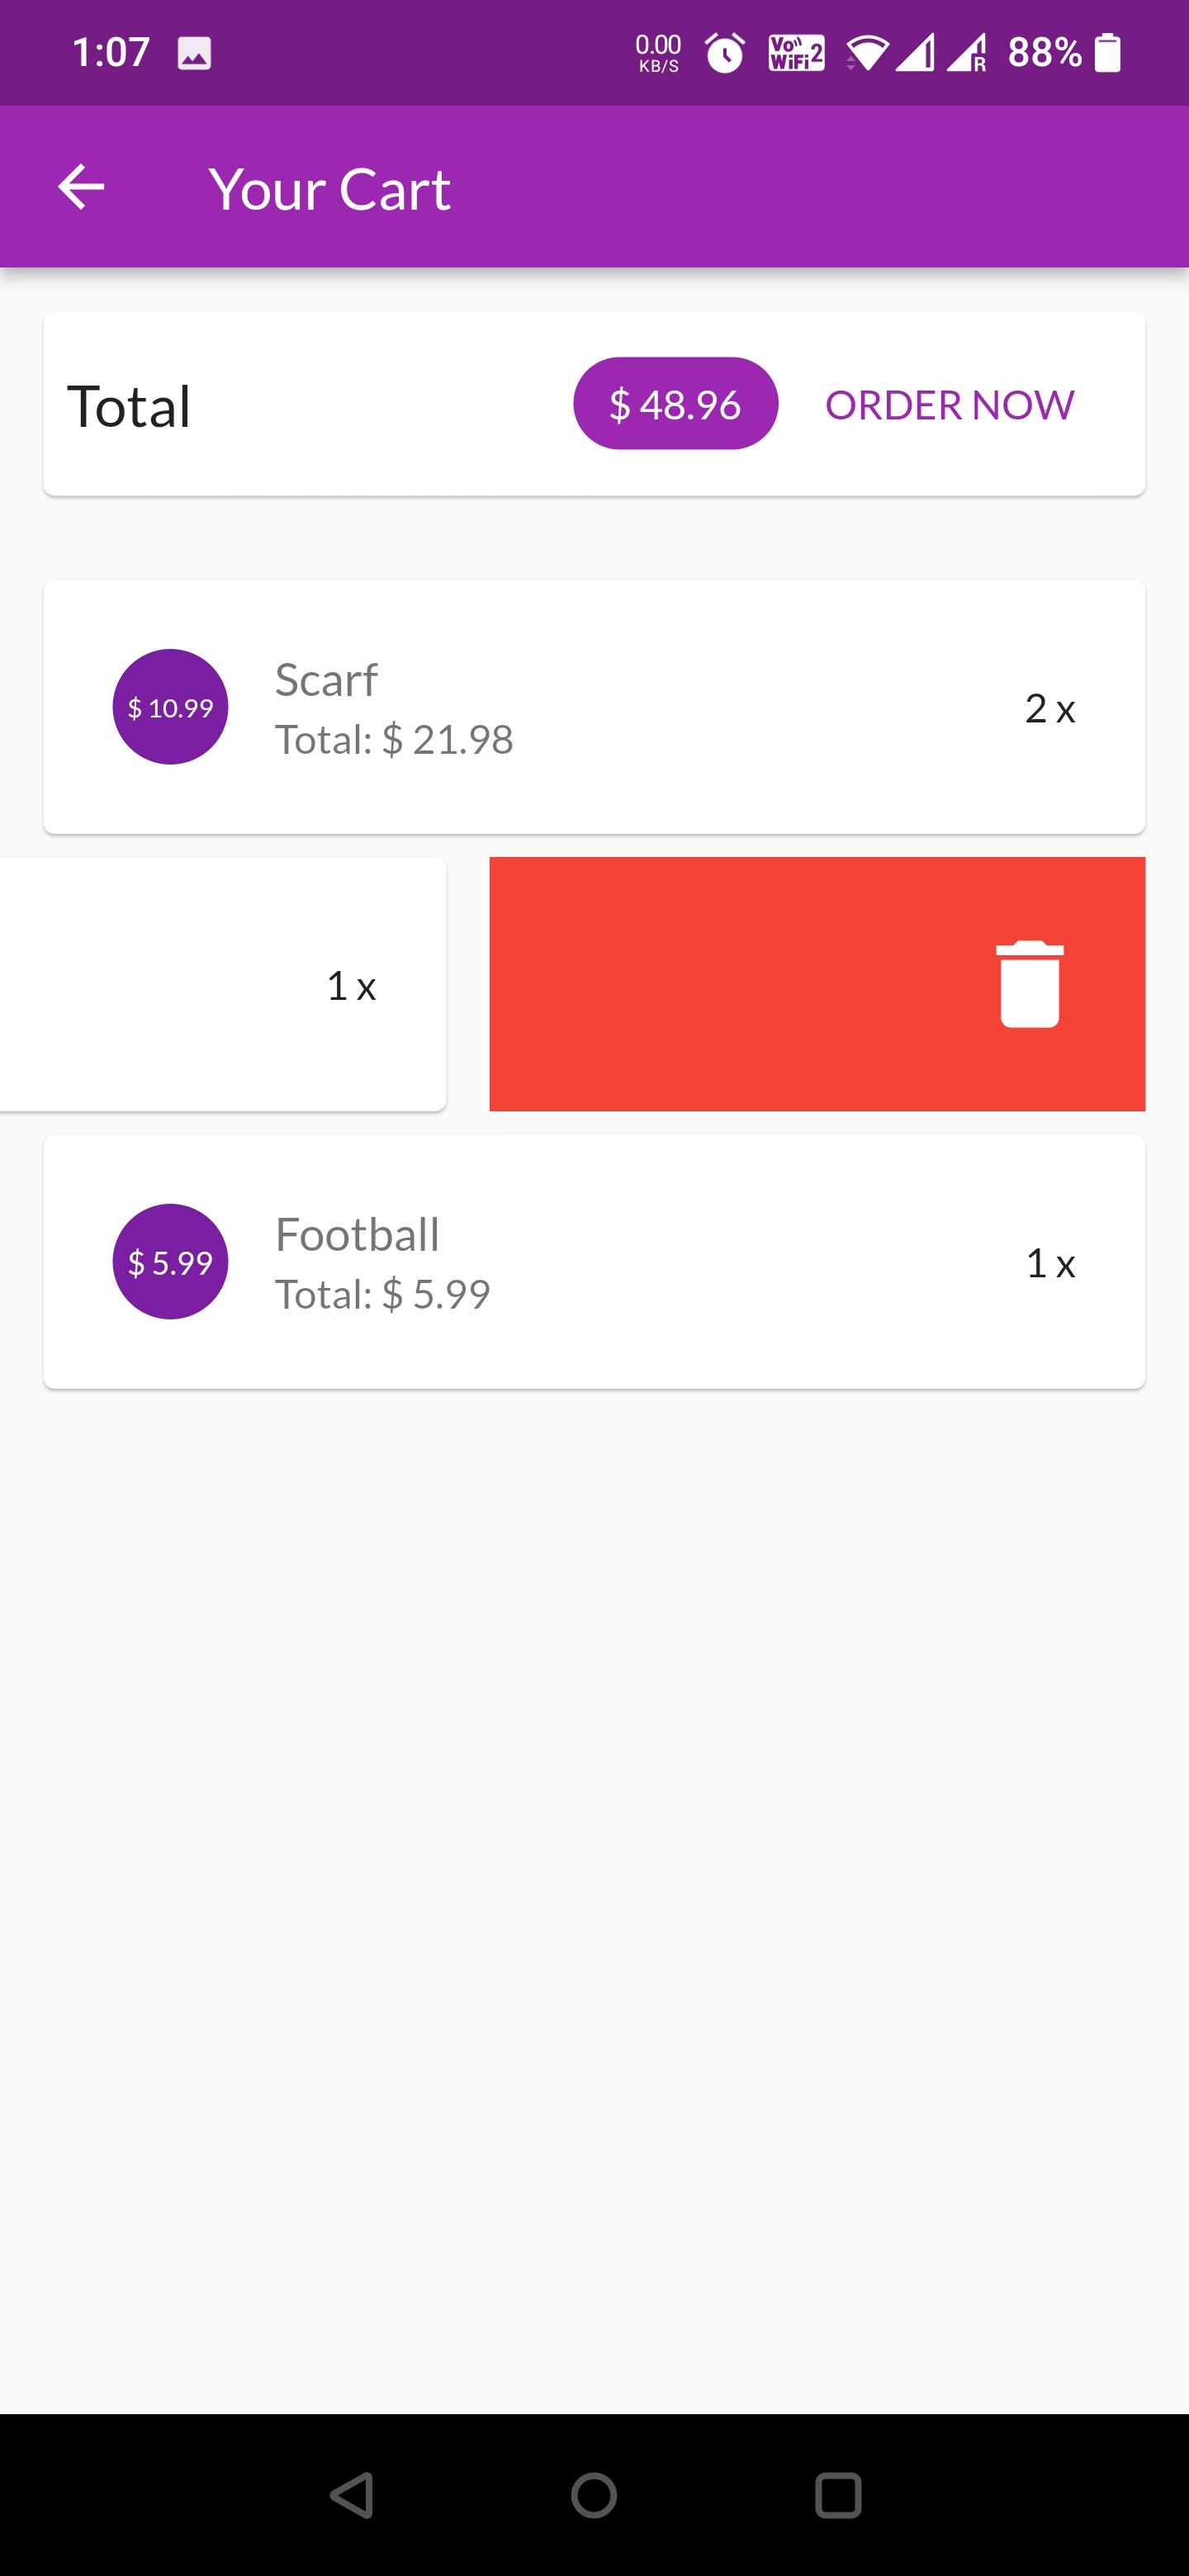 1:07 0.00 KB/S Vo WiFi 2 R 88%
Your Cart
Total $ 48.96 ORDER NOW
$ 10.99 Scarf 2 x
Total: $ 21.98
1 x
$ 5.99 Football 1 x
Total: $ 5.99